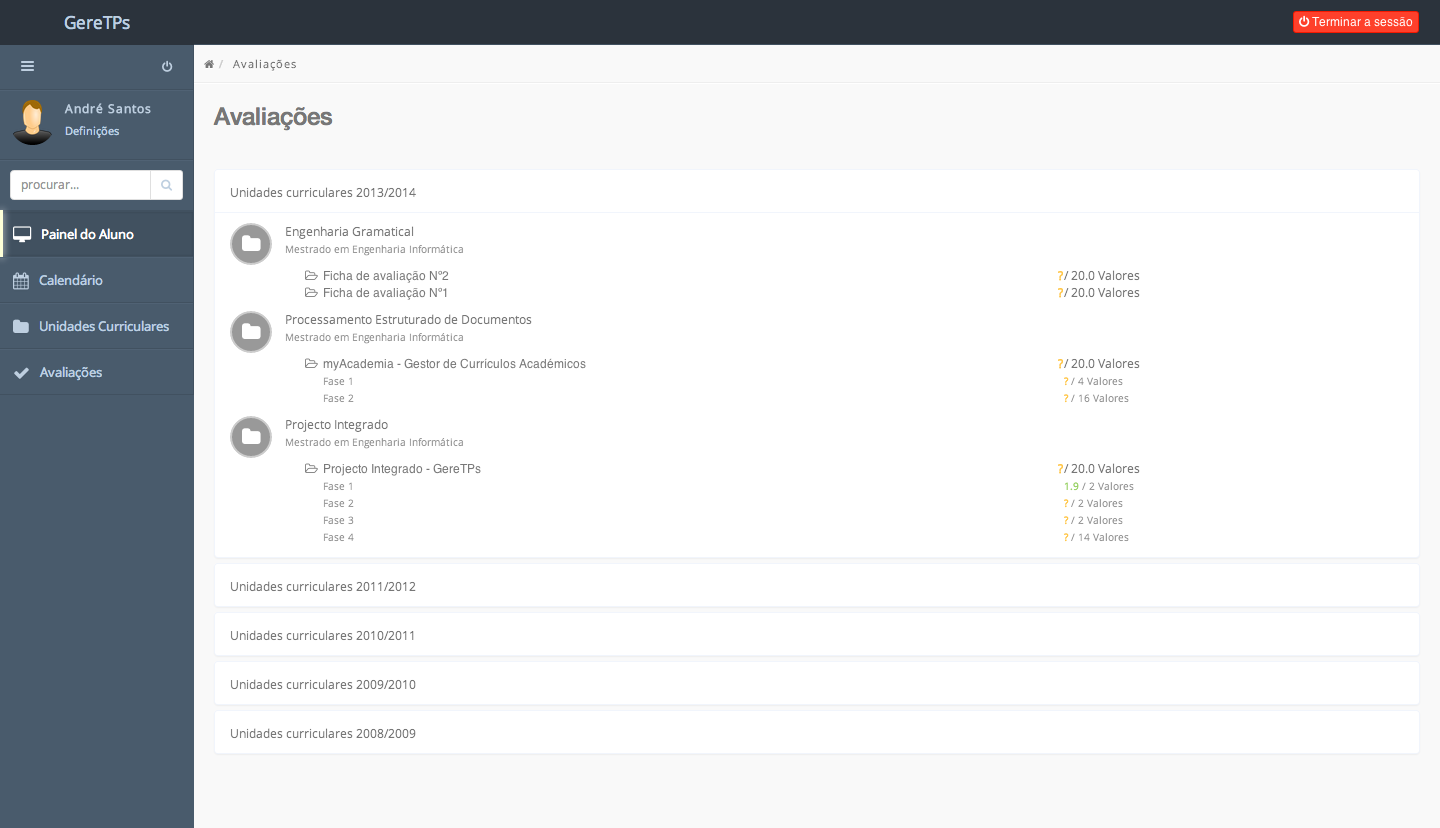 GereTPs
Terminar a sessão
/ Avaliações
André Santos
Definições
procurar...
Painel do Aluno
Calendário
Unidades Curriculares
Avaliações
Avaliações
Unidades curriculares 2013/2014
Engenharia Gramatical
Mestrado em Engenharia Informática
Ficha de avaliação Nº2 ?/ 20.0 Valores
Ficha de avaliação Nº1 ?/ 20.0 Valores
Processamento Estruturado de Documentos
Mestrado em Engenharia Informática
myAcademia - Gestor de Currículos Académicos ?/ 20.0 Valores
Fase 1 ? / 4 Valores
Fase 2 ? / 16 Valores
Projecto Integrado
Mestrado em Engenharia Informática
Projecto Integrado - GereTPs ?/ 20.0 Valores
Fase 1 1.9 / 2 Valores
Fase 2 ? / 2 Valores
Fase 3 ? / 2 Valores
Fase 4 ? / 14 Valores
Unidades curriculares 2011/2012
Unidades curriculares 2010/2011
Unidades curriculares 2009/2010
Unidades curriculares 2008/2009